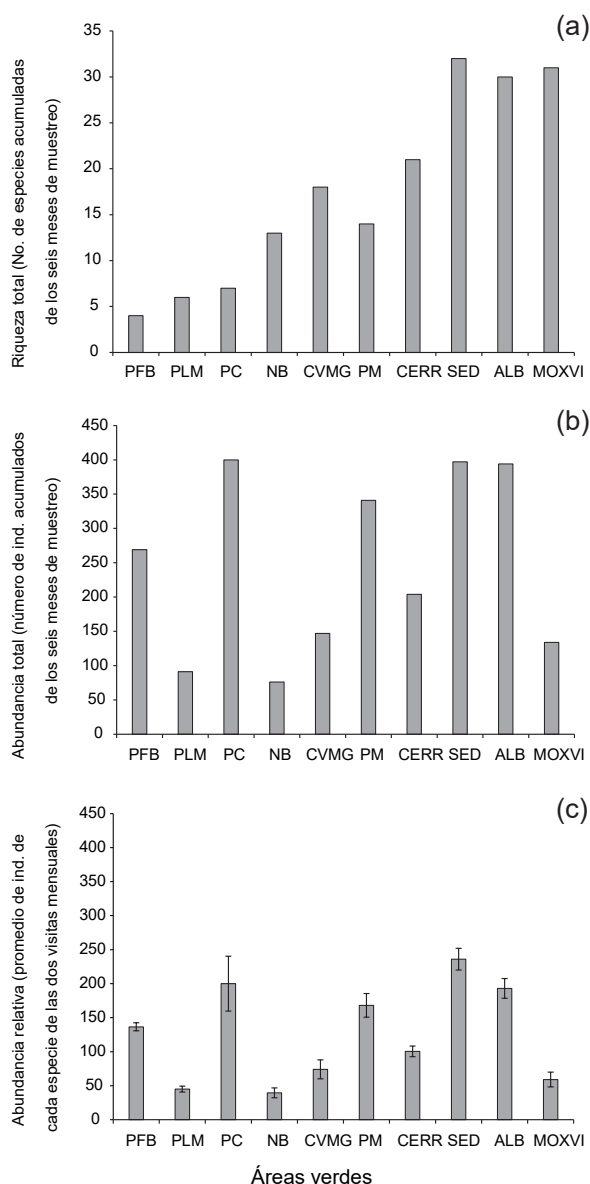 (a)
Riqueza total (No. de especies acumuladas
de los seis meses de muestreo)
35
30
25
20
15
10
5
0
PFB PLM PC NB CVMG PM CERR SED ALB MOXVI
(b)
Abundancia total (número de ind. acumulados
de los seis meses de muestreo)
450
400
350
300
250
200
150
100
50
0
PFB PLM PC NB CVMG PM CERR SED ALB MOXVI
(c)
Abundancia relativa (promedio de ind. de
cada especie de las dos visitas mensuales)
450
400
350
300
250
200
150
100
50
0
PFB PLM PC NB CVMG PM CERR SED ALB MOXVI
Áreas verdes